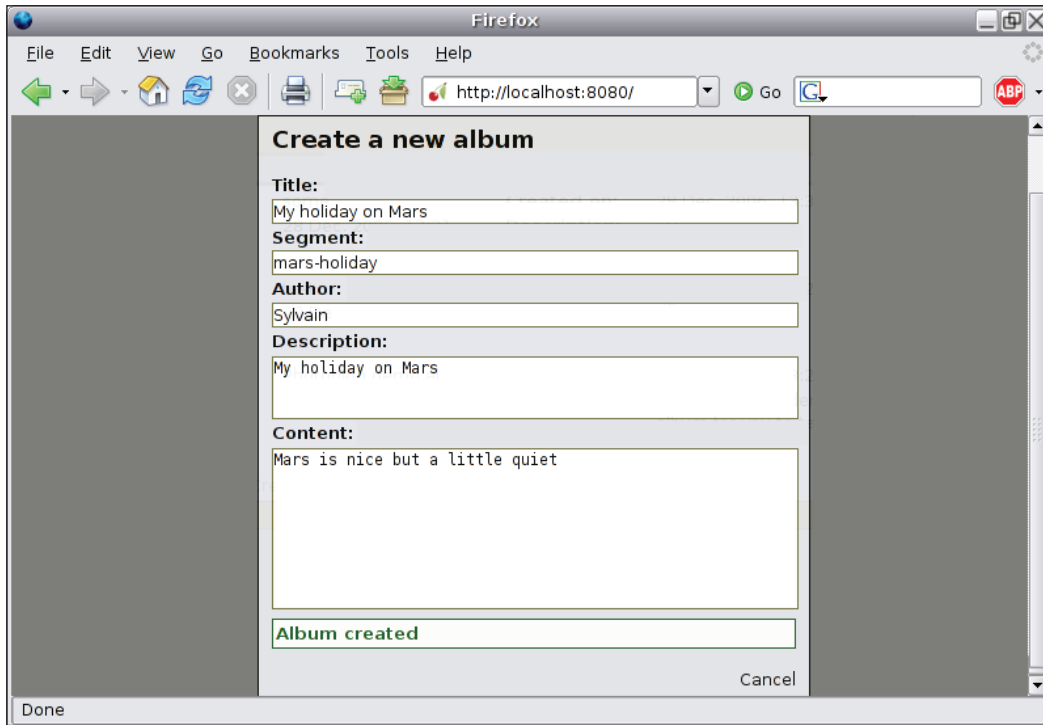 Firefox
File Edit View Go Bookmarks Tools Help
http://localhost:8080/ Go G ABP
Create a new album
Title:
My holiday on Mars
Segment:
mars-holiday
Author:
Sylvain
Description:
My holiday on Mars
Content:
Mars is nice but a little quiet
Album created
Cancel
Done